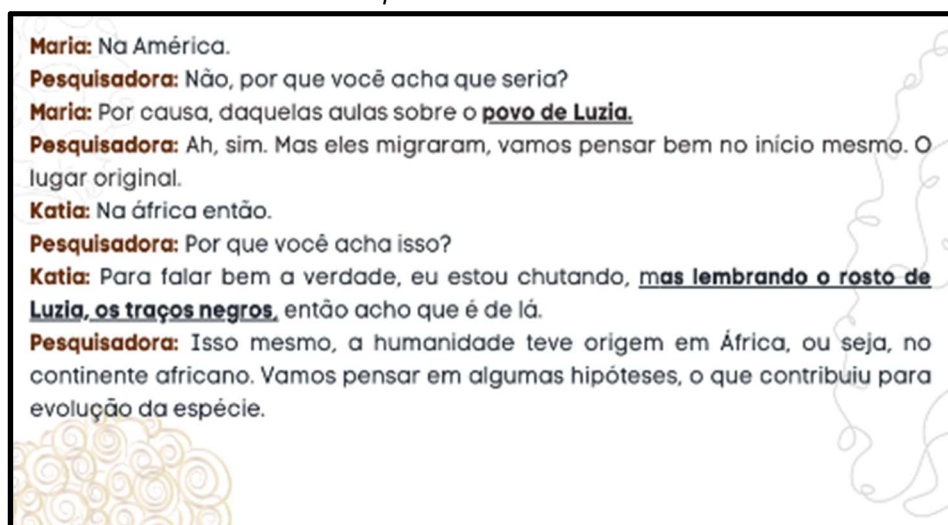 Maria: Na América.
Pesquisadora: Não, por que você acha que seria?
Maria: Por causa, daquelas aulas sobre o povo de Luzia.
Pesquisadora: Ah, sim. Mas eles migraram, vamos pensar bem no início mesmo. O
lugar original.
Katia: Na áfrica então.
Pesquisadora: Por que você acha isso?
Katia: Para falar bem a verdade, eu estou chutando, mas lembrando o rosto de
Luzia, os traços negros, então acho que é de lá.
Pesquisadora: Isso mesmo, a humanidade teve origem em África, ou seja, no
continente africano. Vamos pensar em algumas hipóteses, o que contribuiu para
evolução da espécie.